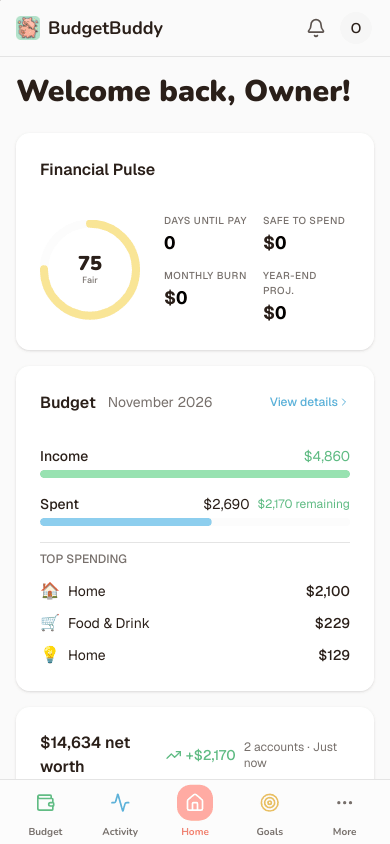 BudgetBuddy
O
Welcome back, Owner!
Financial Pulse
75
Fair
DAYS UNTIL PAY
0
SAFE TO SPEND
$0
MONTHLY BURN
$0
YEAR-END
PROJ.
$0
Budget November 2026 View details
Income $4,860
Spent $2,690 $2,170 remaining
TOP SPENDING
Home $2,100
Food & Drink $229
Home $129
$14,634 net
worth
+$2,170
2 accounts · Just
now
Budget Activity Home Goals More